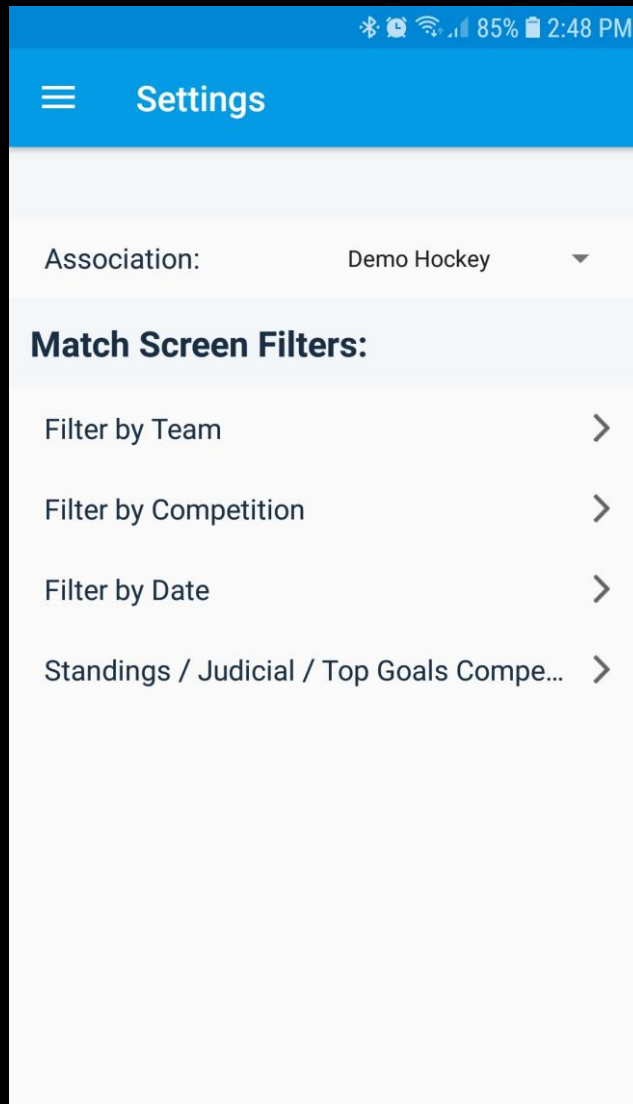 85% 2:48 PM
Settings
Association: Demo Hockey
Match Screen Filters:
Filter by Team
Filter by Competition
Filter by Date
Standings / Judicial / Top Goals Compe...